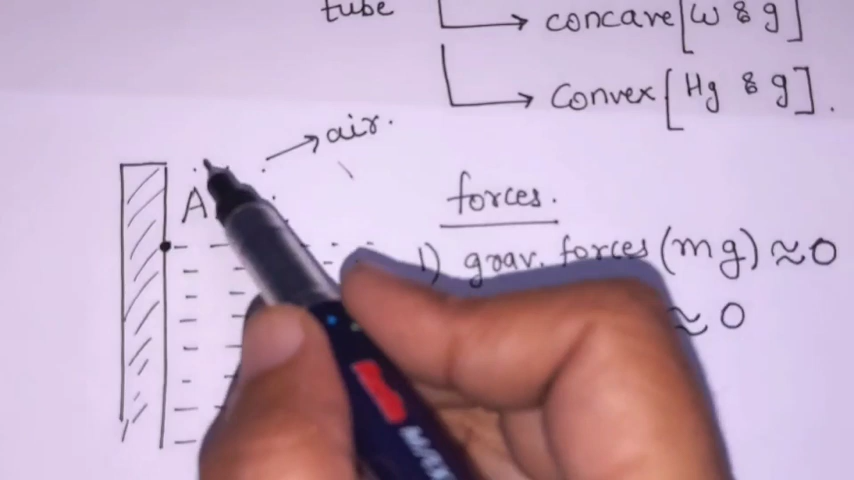 tube
concave [w & g]
Convex [Hg & g].
air.
A
forces.
1) grav. forces (mg) ≈ 0
≈ 0